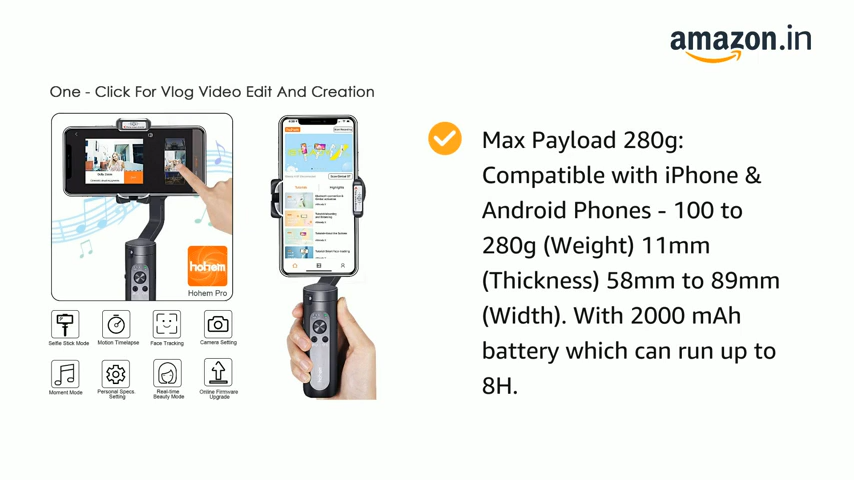 amazon.in
One - Click For Vlog Video Edit And Creation
hohem
Hohem Pro
hohem
Tutorials
Highlights
Selfie Stick Mode
Motion Timelapse
Face Tracking
Camera Setting
Moment Mode
Personal Specs
Setting
Real-time
Beauty Mode
Online Firmware
Upgrade
Max Payload 280g:
Compatible with iPhone &
Android Phones - 100 to
280g (Weight) 11mm
(Thickness) 58mm to 89mm
(Width). With 2000 mAh
battery which can run up to
8H.